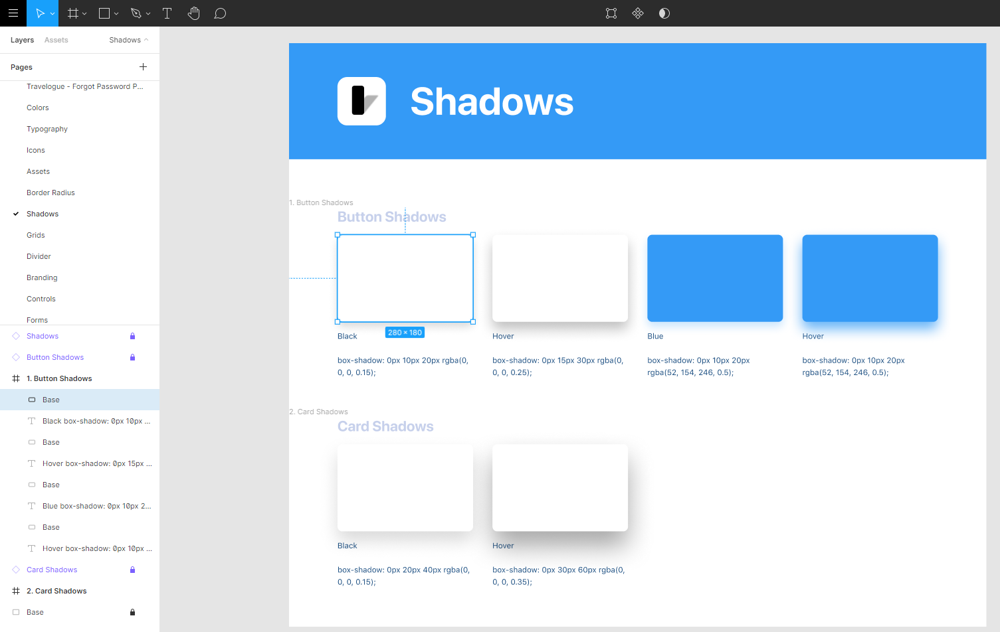 Layers
Assets
Shadows
Pages
Travelogue - Forgot Password P...
Colors
Typography
Icons
Assets
Border Radius
Shadows
Grids
Divider
Branding
Controls
Forms
Shadows
Button Shadows
1. Button Shadows
Base
Black box-shadow: 0px 10px ...
Base
Hover box-shadow: 0px 15px ...
Base
Blue box-shadow: 0px 10px 2...
Base
Hover box-shadow: 0px 10px ...
Card Shadows
2. Card Shadows
Base
Shadows
1. Button Shadows
Button Shadows
280 × 180
Black
box-shadow: 0px 10px 20px rgba(0,
0, 0, 0.15);
Hover
box-shadow: 0px 15px 30px rgba(0,
0, 0, 0.25);
Blue
box-shadow: 0px 10px 20px
rgba(52, 154, 246, 0.5);
Hover
box-shadow: 0px 10px 20px
rgba(52, 154, 246, 0.5);
2. Card Shadows
Card Shadows
Black
box-shadow: 0px 20px 40px rgba(0,
0, 0, 0.15);
Hover
box-shadow: 0px 30px 60px rgba(0,
0, 0, 0.35);